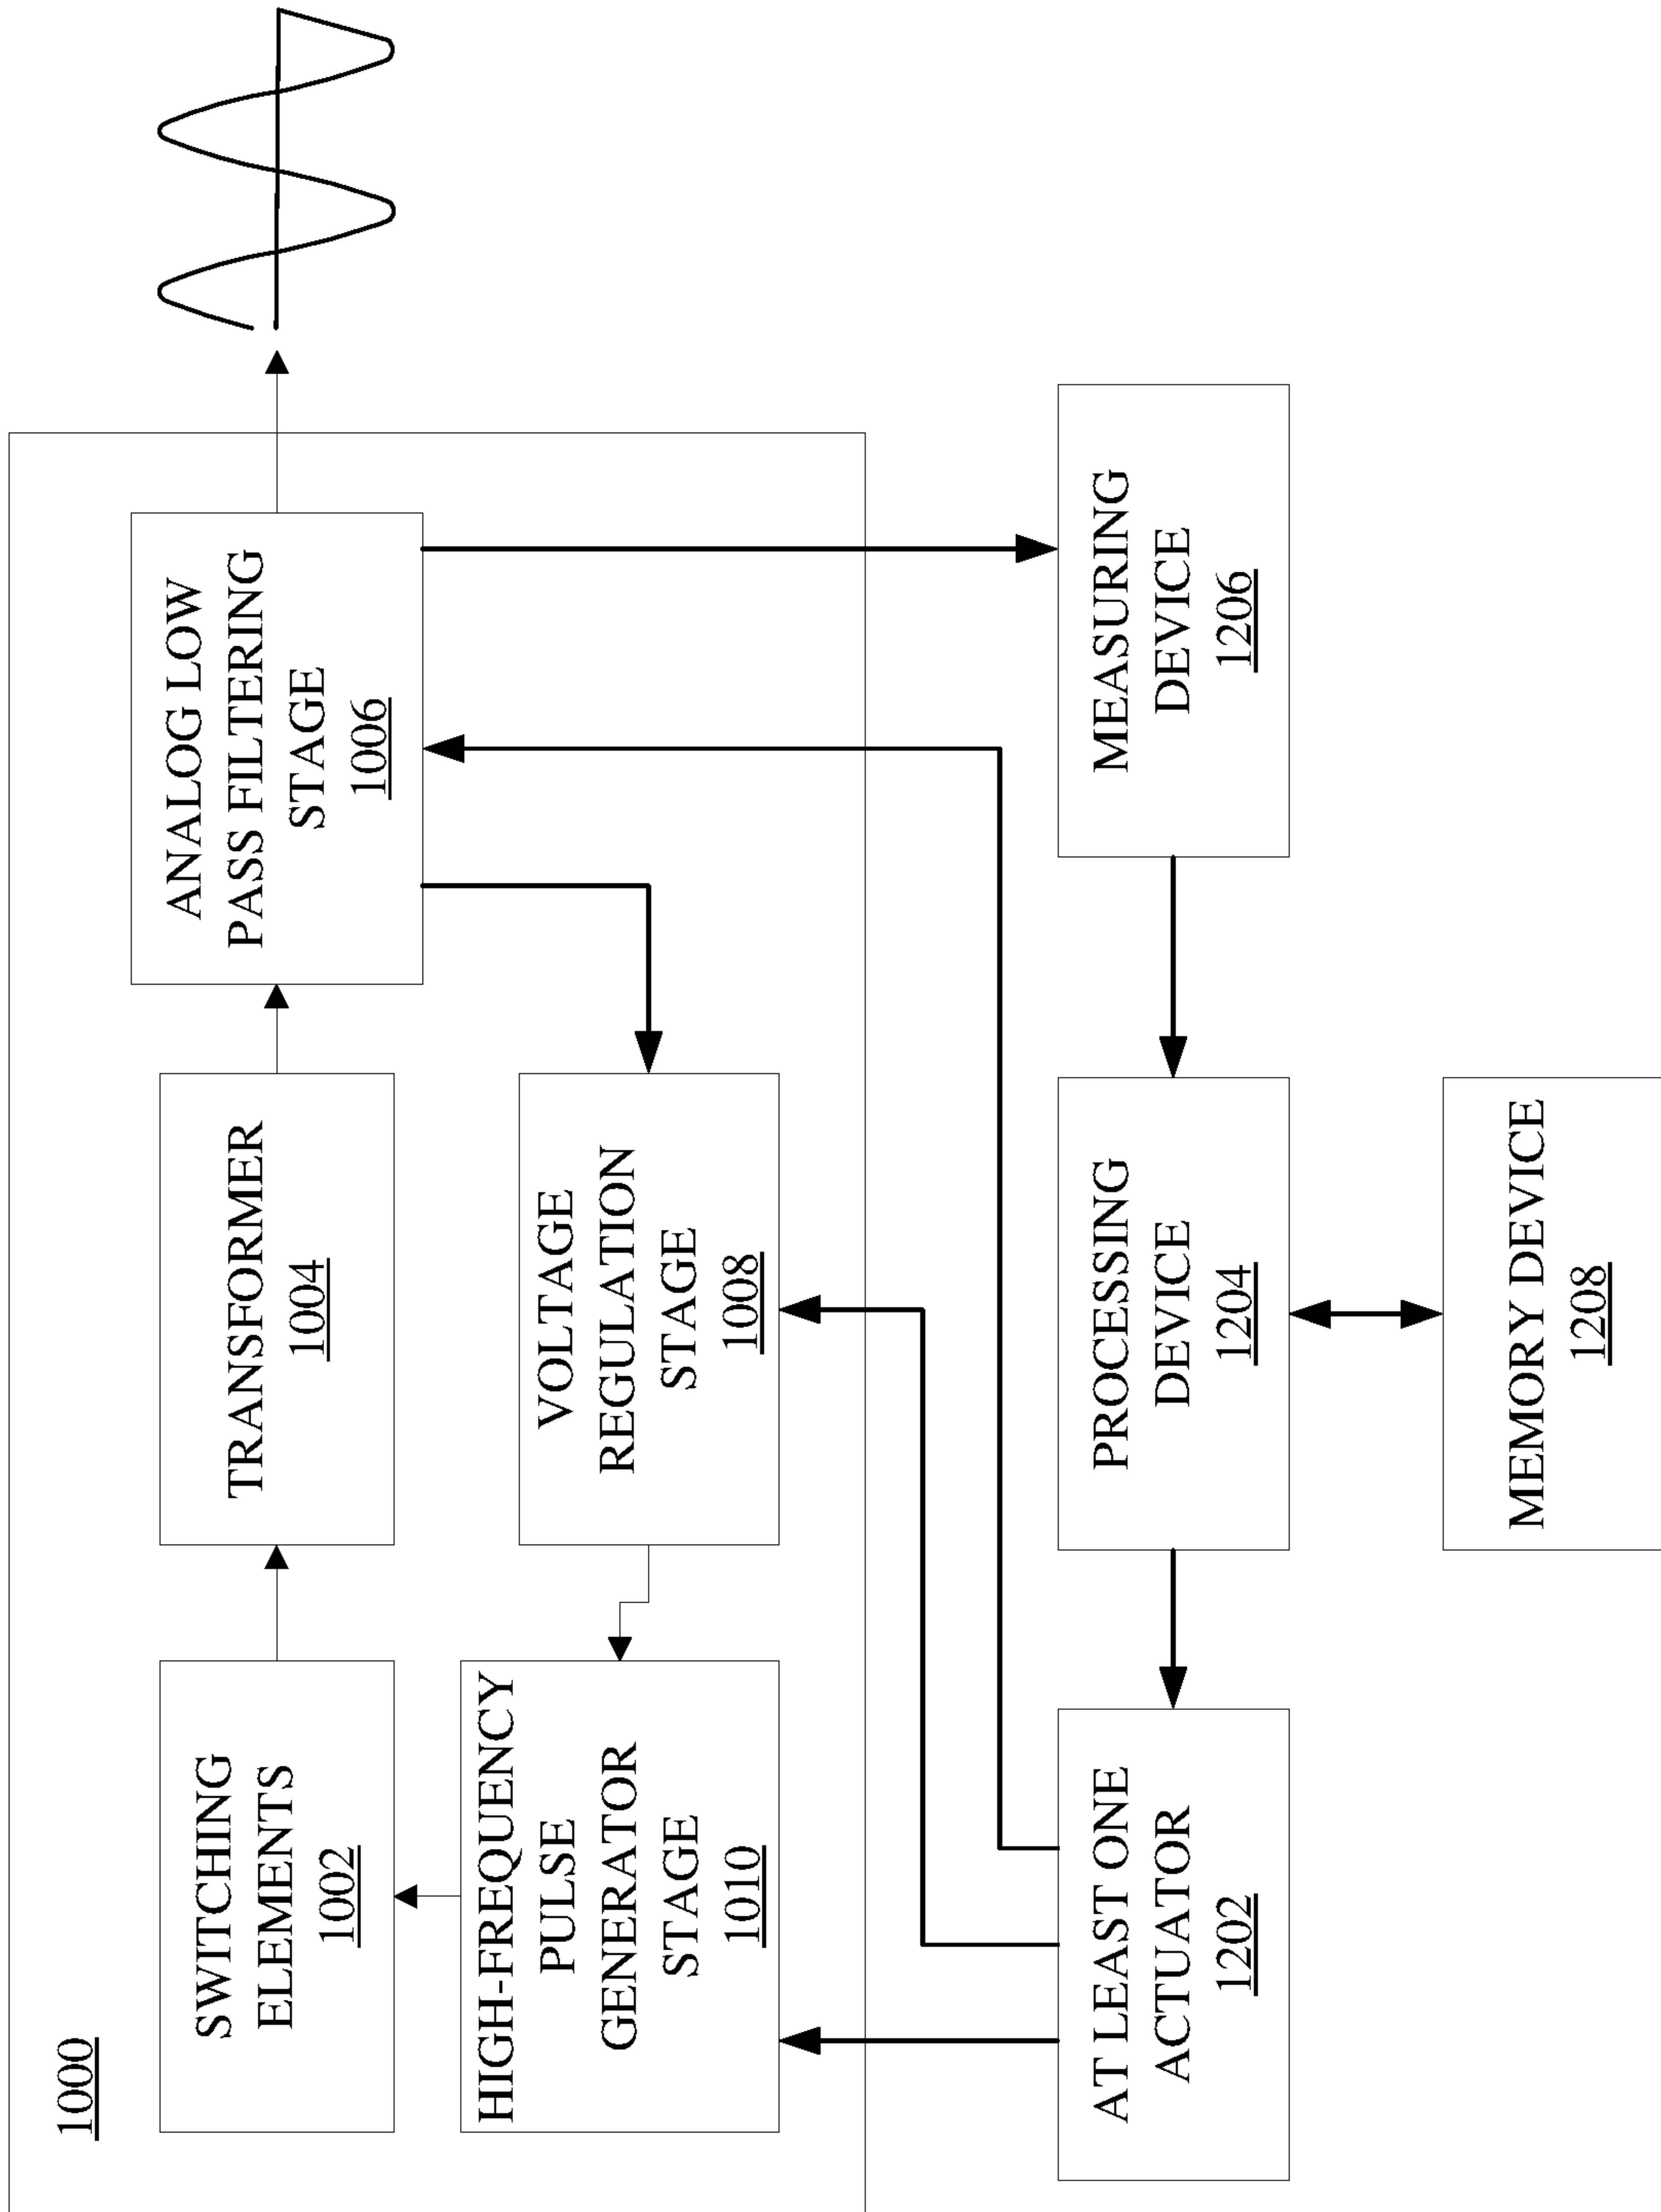 1000
SWITCHING
ELEMENTS
1002
TRANSFORMER
1004
ANALOG LOW
PASS FILTERING
STAGE
1006
HIGH-FREQUENCY
PULSE
GENERATOR
STAGE
1010
VOLTAGE
REGULATION
STAGE
1008
AT LEAST ONE
ACTUATOR
1202
PROCESSING
DEVICE
1204
MEASURING
DEVICE
1206
MEMORY DEVICE
1208